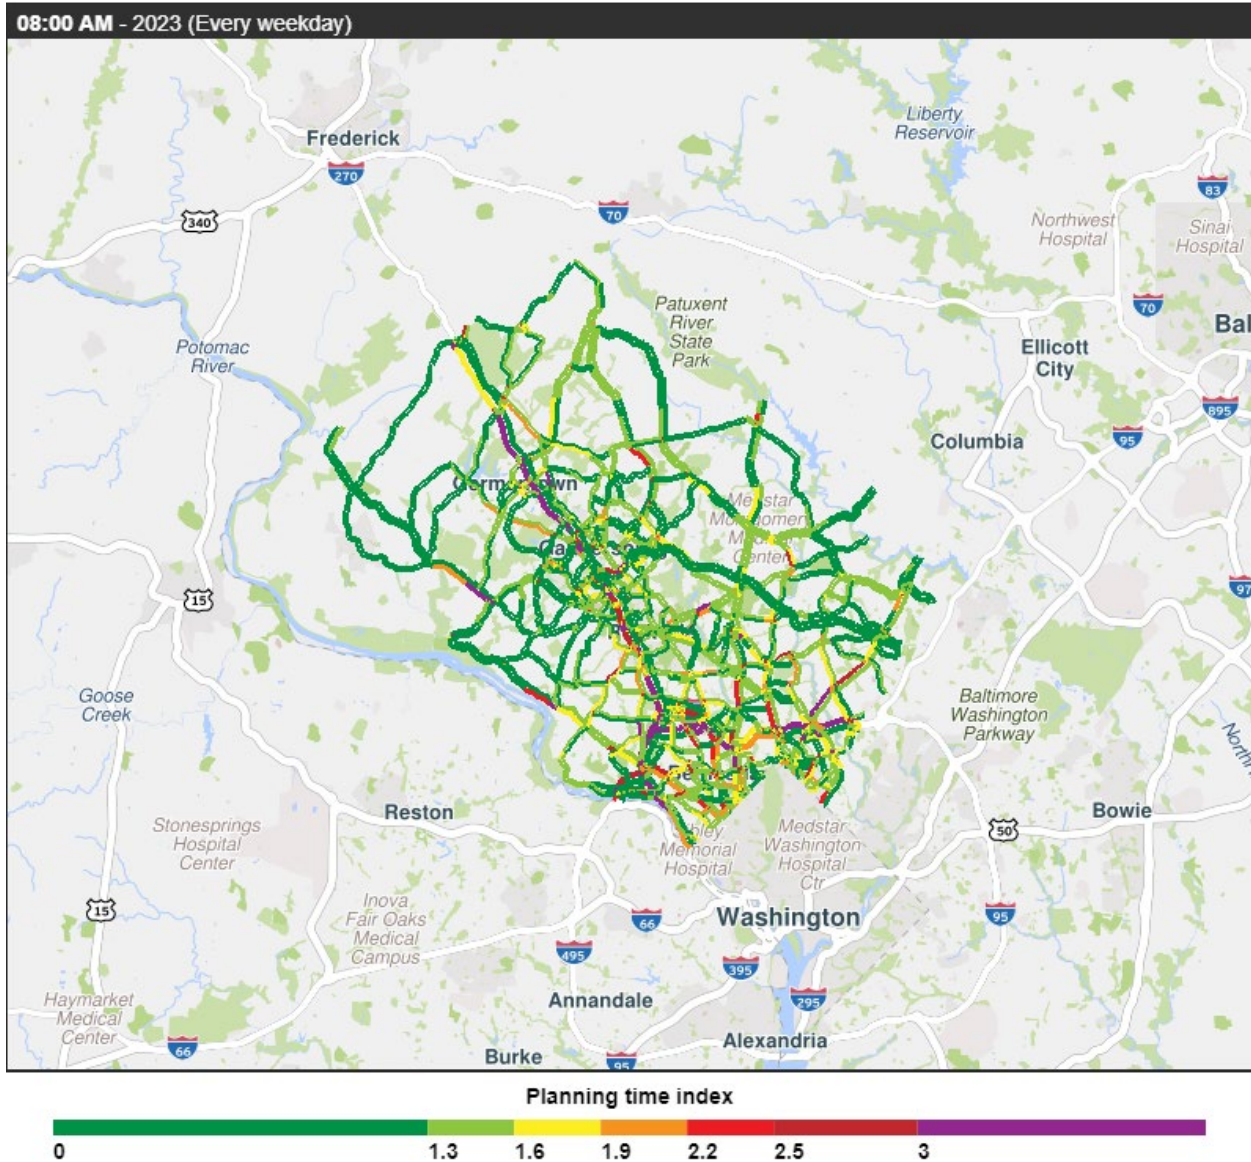 08:00 AM - 2023 (Every weekday)
Liberty
Reservoir
Frederick
270
83
70
340
Northwest
Hospital
Sinai
Hospital
Patuxent
River
State
Park
70
Bal
Potomac
River
Ellicott
City
895
95
Columbia
Medstar
Montgomery
Center
15
97
Goose
Creek
Baltimore
Washington
Parkway
Reston
Bowie
Stonesprings
Hospital
Center
Memorial
Hospital
Medstar
Washington
Hospital
Ctr
50
Inova
Fair Oaks
Medical
Campus
15
66
Washington
95
495
395
295
Annandale
Haymarket
Medical
Center
66
Burke
95
Alexandria
Planning time index
0 1.3 1.6 1.9 2.2 2.5 3